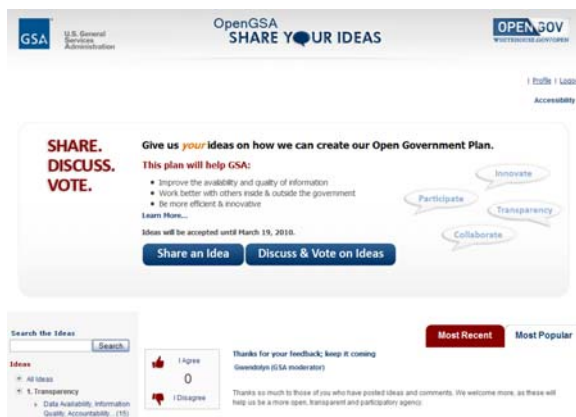 GSA
U.S. General
Services
Administration
OpenGSA
SHARE YOUR IDEAS
OPEN GOV
WHITEHOUSE.GOV/OPEN
| Profile | Logo
Accessibility
SHARE.
DISCUSS.
VOTE.
Give us your ideas on how we can create our Open Government Plan.
This plan will help GSA:
• Improve the availability and quality of information
• Work better with others inside & outside the government
• Be more efficient & innovative
Learn More...
Ideas will be accepted until March 19, 2010.
Share an Idea
Discuss & Vote on Ideas
Innovate
Participate
Transparency
Collaborate
Search the Ideas
Search
Ideas
All Ideas
1. Transparency
Data Availability, Information
Quality, Accountability... (15)
Most Recent
Most Popular
I Agree
0
I Disagree
Thanks for your feedback; keep it coming
Gwendolyn (GSA moderator)
Thanks so much to those of you who have posted ideas and comments. We welcome more, as these will
help us be a more open, transparent and participatory agency.